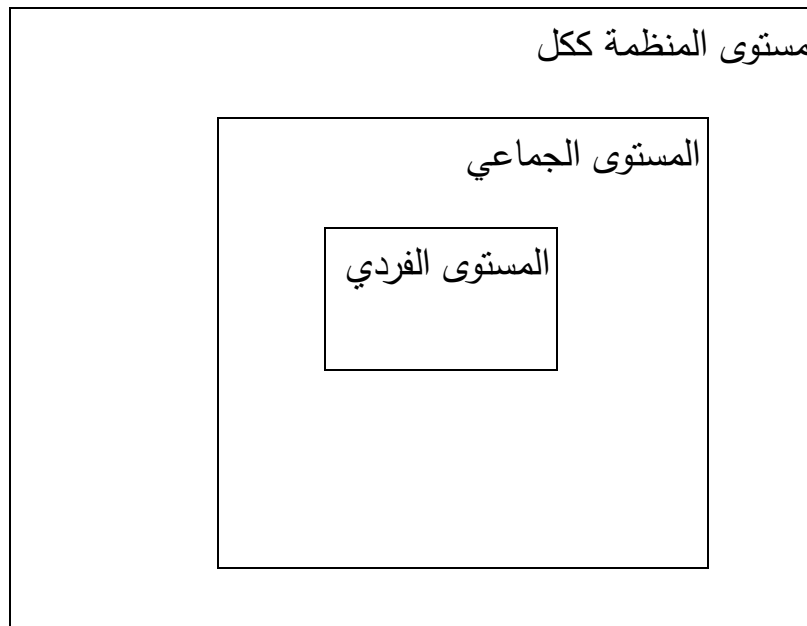 مستوى المنظمة ككل
المستوى الجماعي
المستوى الفردي